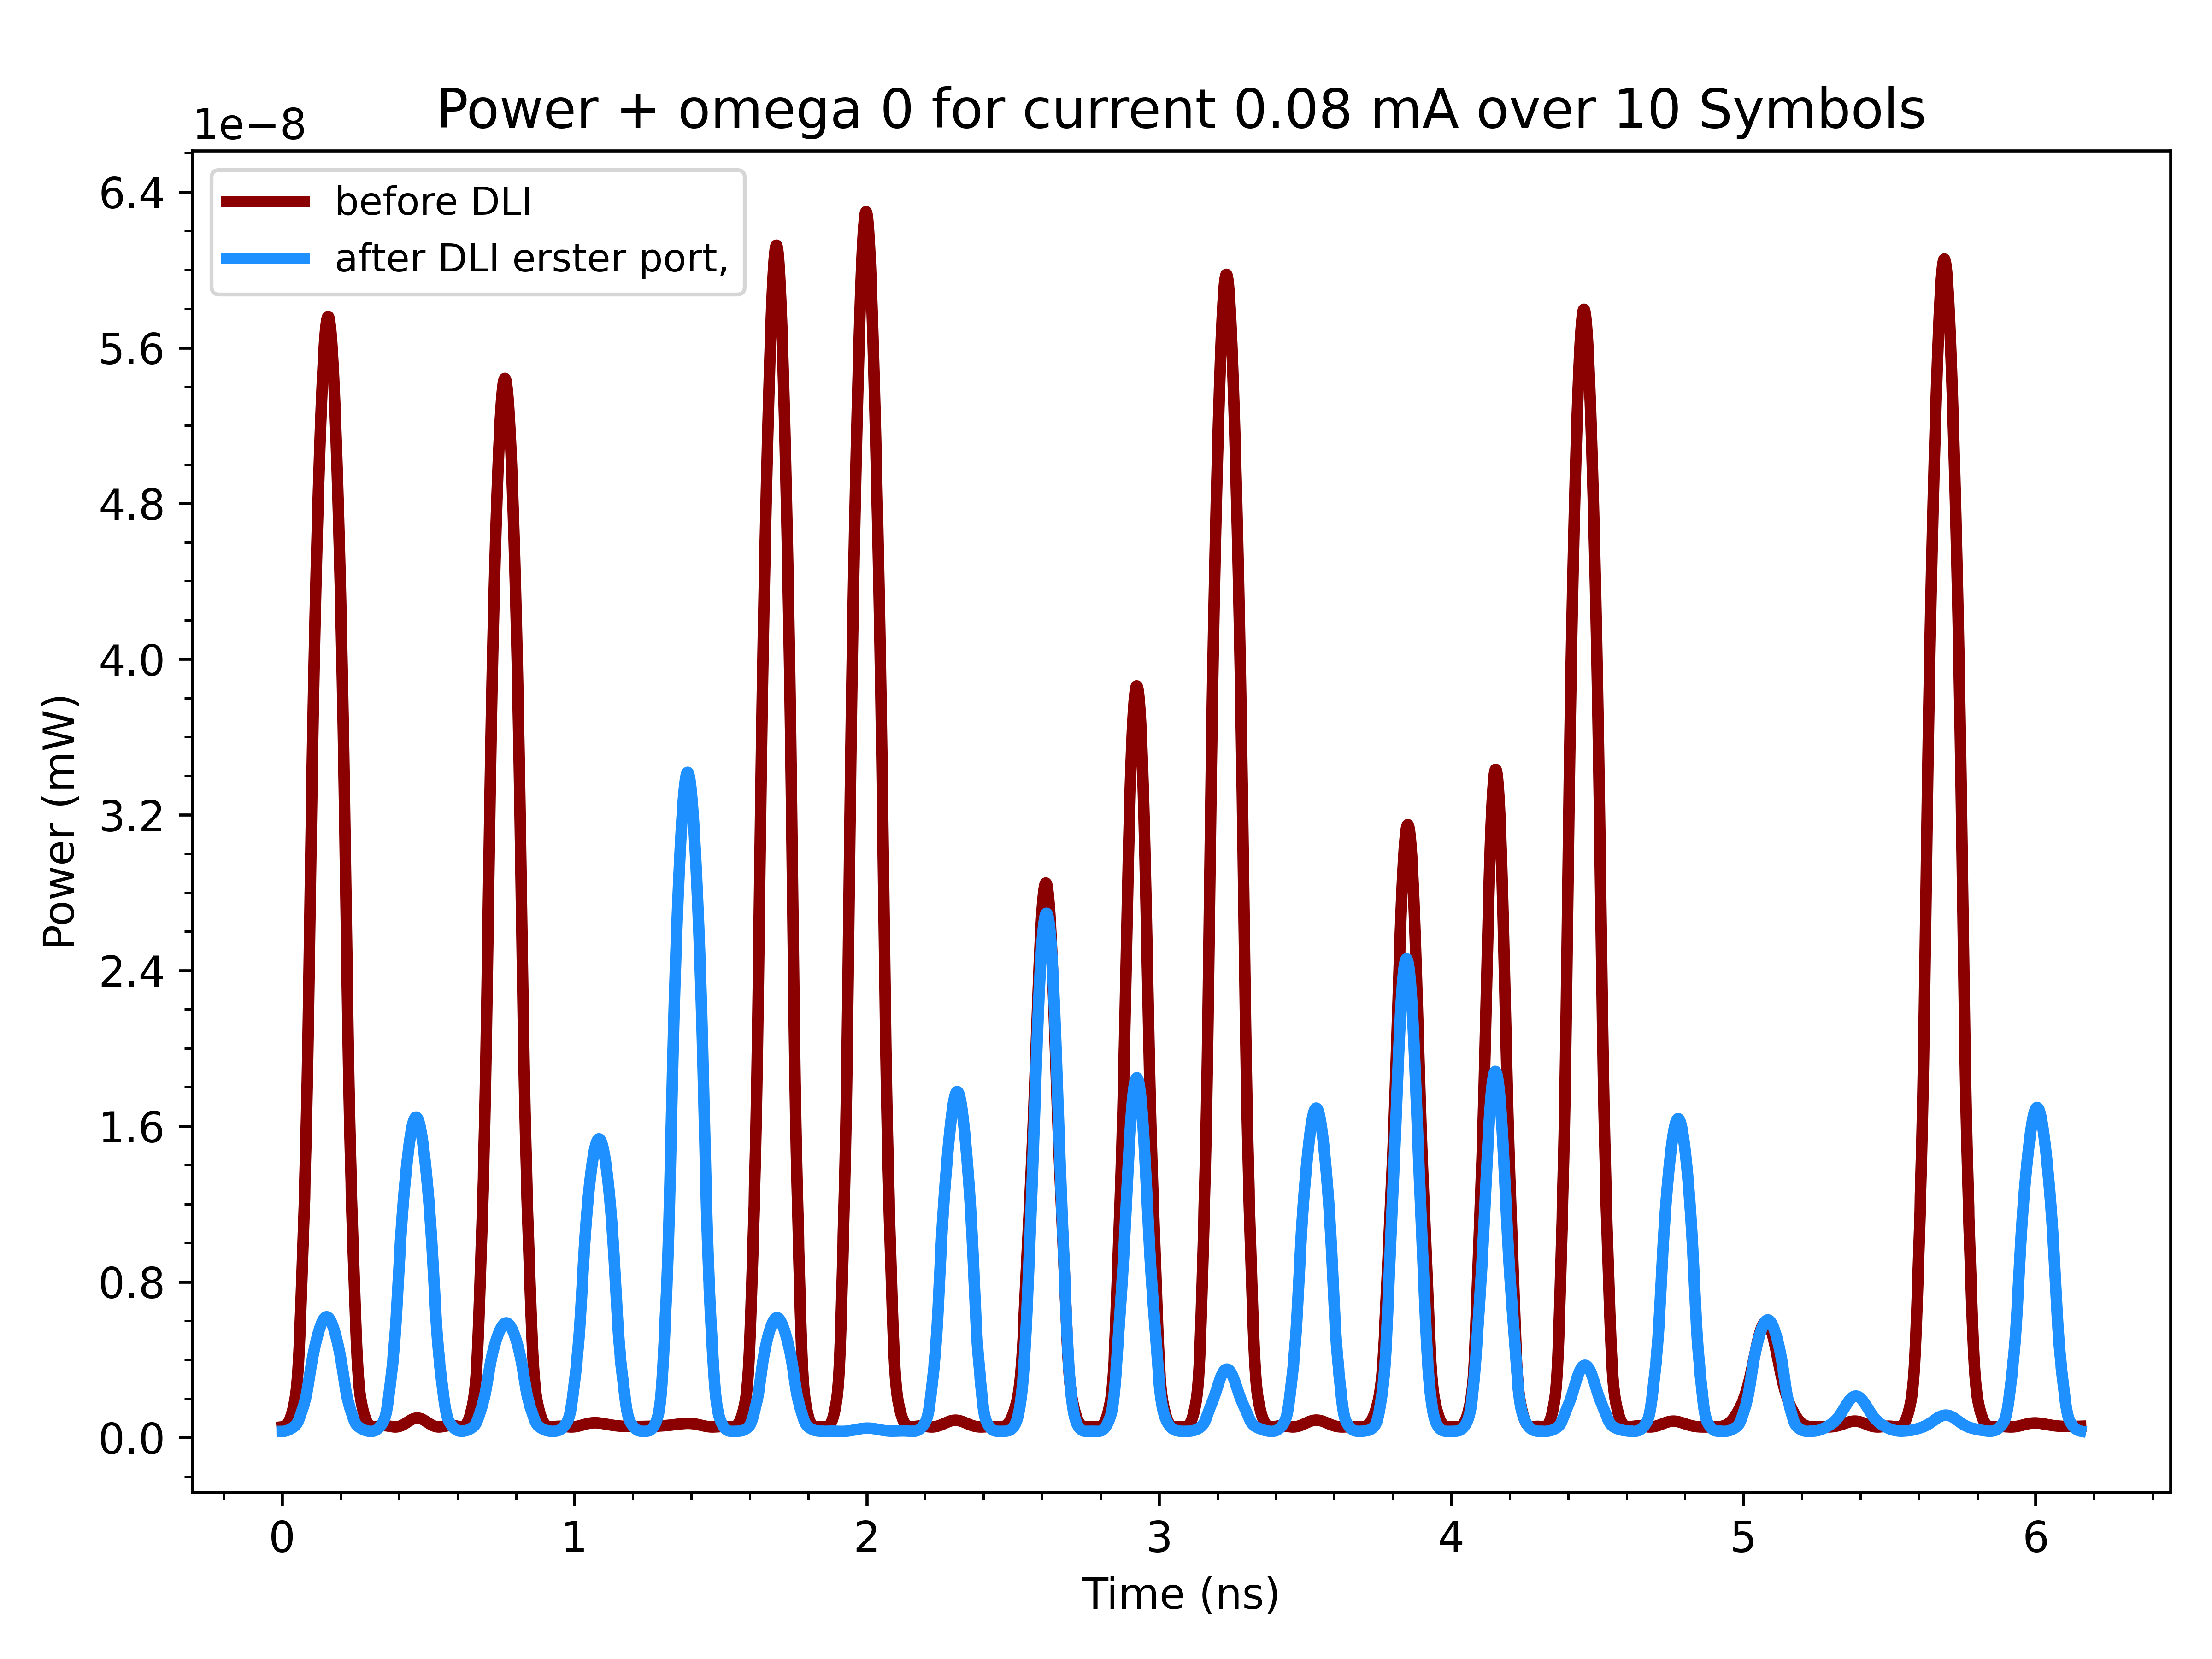 Power + omega 0 for current 0.08 mA over 10 Symbols
1e−8
before DLI
after DLI erster port,
6.4
5.6
4.8
4.0
3.2
2.4
1.6
0.8
0.0
Power (mW)
0 1 2 3 4 5 6
Time (ns)